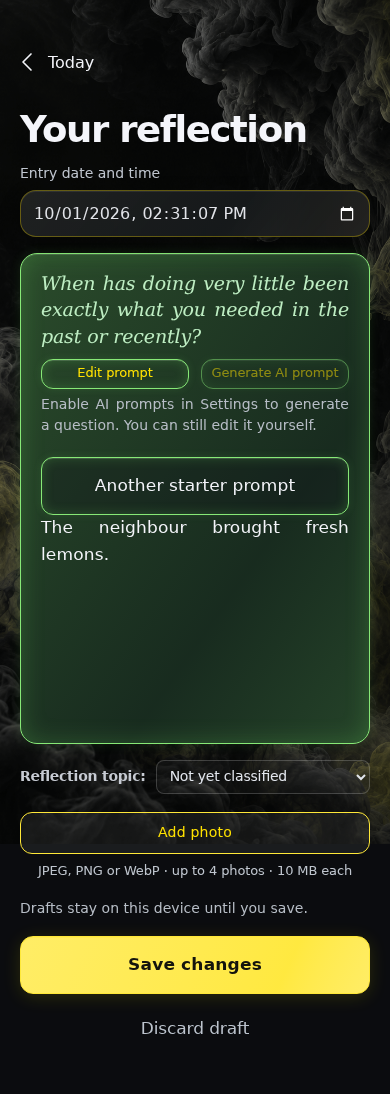 Today
Your reflection
Entry date and time
10/01/2026, 02:31:07 PM
When has doing very little been
exactly what you needed in the
past or recently?
Edit prompt
Generate AI prompt
Enable AI prompts in Settings to generate
a question. You can still edit it yourself.
Another starter prompt
The neighbour brought fresh
lemons.
Reflection topic: Not yet classified
Add photo
JPEG, PNG or WebP · up to 4 photos · 10 MB each
Drafts stay on this device until you save.
Save changes
Discard draft